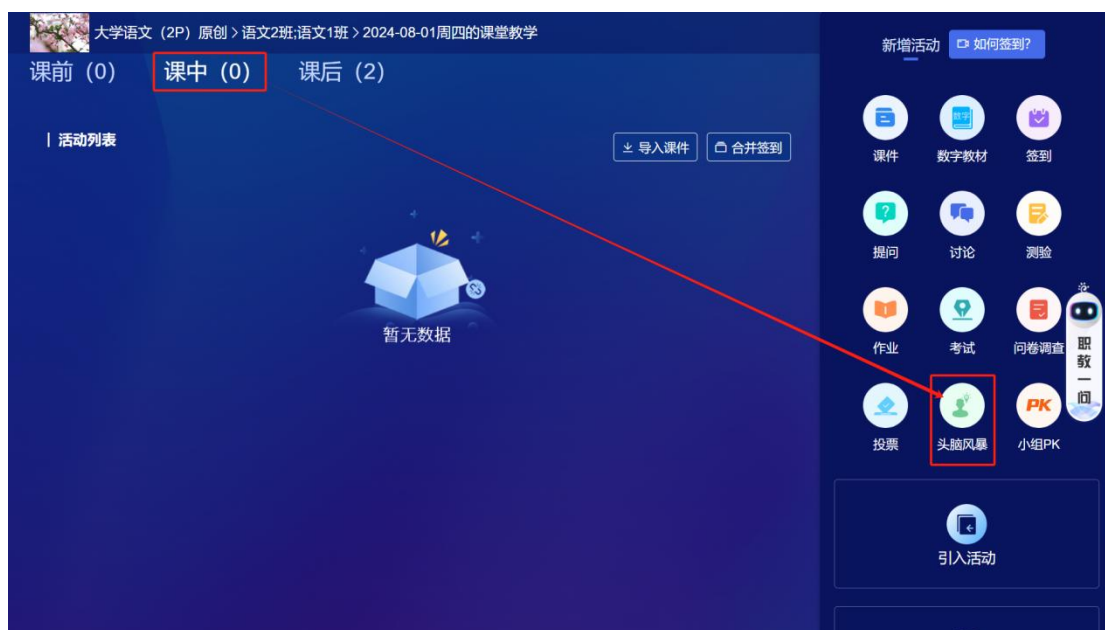 大学语文（2P）原创 > 语文2班;语文1班 > 2024-08-01周四的课堂教学
课前（0） 课中（0） 课后（2）
活动列表
导入课件 合并签到
暂无数据
新增活动 如何签到?
课件 数字教材 签到
数字
提问 讨论 测验
作业 考试 问卷调查
投票 头脑风暴 小组PK
PK
引入活动
职教一问